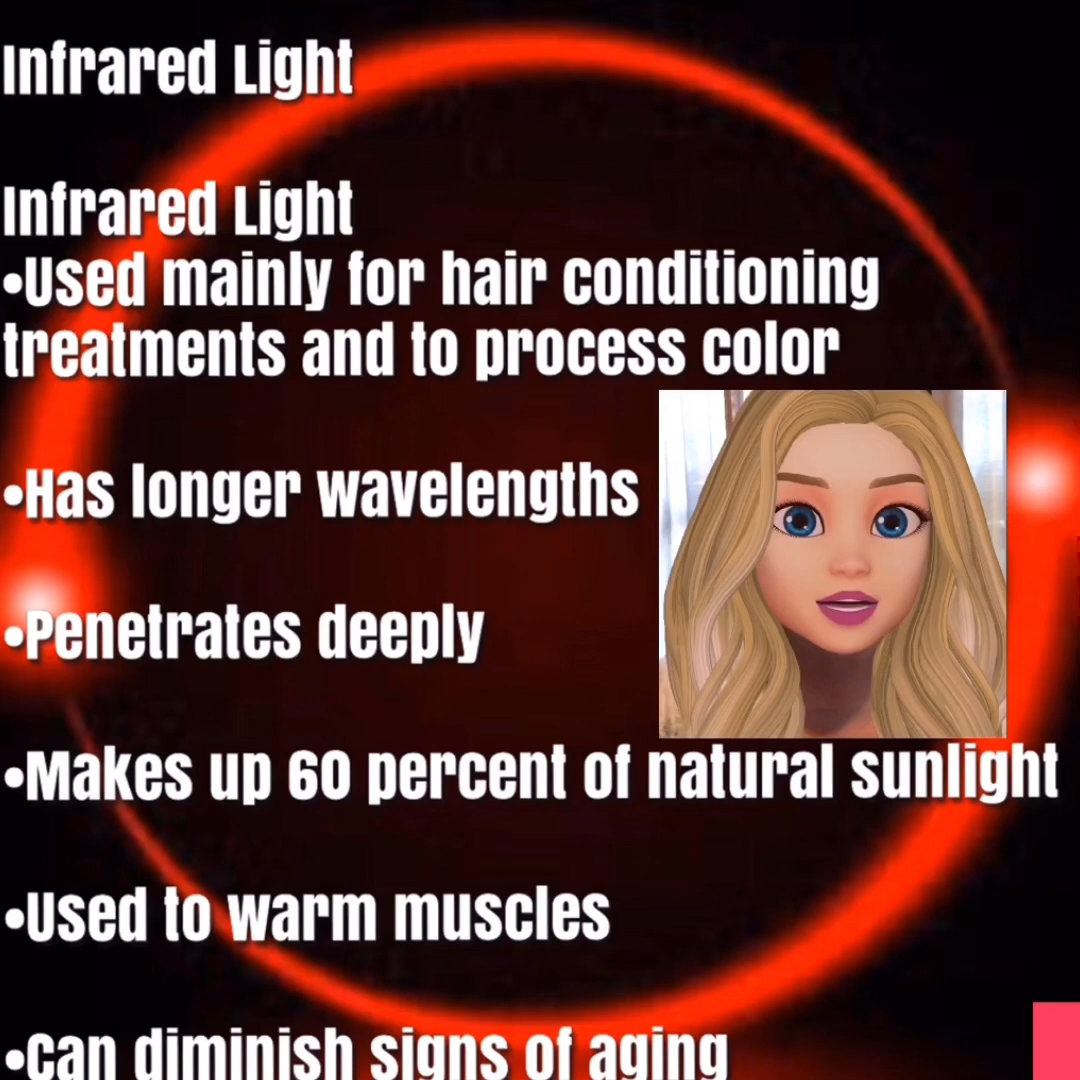 Infrared Light
Infrared Light
•Used mainly for hair conditioning
treatments and to process color
•Has longer wavelengths
•Penetrates deeply
•Makes up 60 percent of natural sunlight
•Used to warm muscles
•Can diminish signs of aging